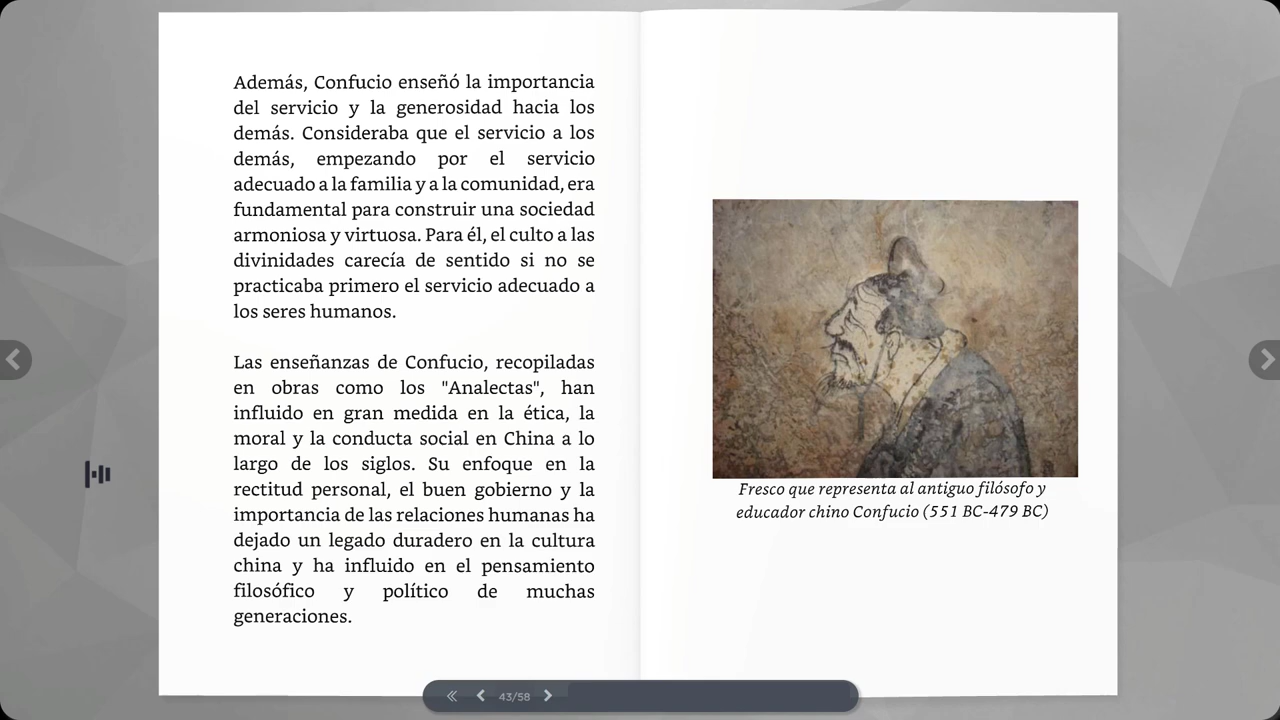 Además, Confucio enseñó la importancia
del servicio y la generosidad hacia los
demás. Consideraba que el servicio a los
demás, empezando por el servicio
adecuado a la familia y a la comunidad, era
fundamental para construir una sociedad
armoniosa y virtuosa. Para él, el culto a las
divinidades carecía de sentido si no se
practicaba primero el servicio adecuado a
los seres humanos.
Las enseñanzas de Confucio, recopiladas
en obras como los "Analectas", han
influido en gran medida en la ética, la
moral y la conducta social en China a lo
largo de los siglos. Su enfoque en la
rectitud personal, el buen gobierno y la
importancia de las relaciones humanas ha
dejado un legado duradero en la cultura
china y ha influido en el pensamiento
filosófico y político de muchas
generaciones.
Fresco que representa al antiguo filósofo y
educador chino Confucio (551 BC-479 BC)
43/58